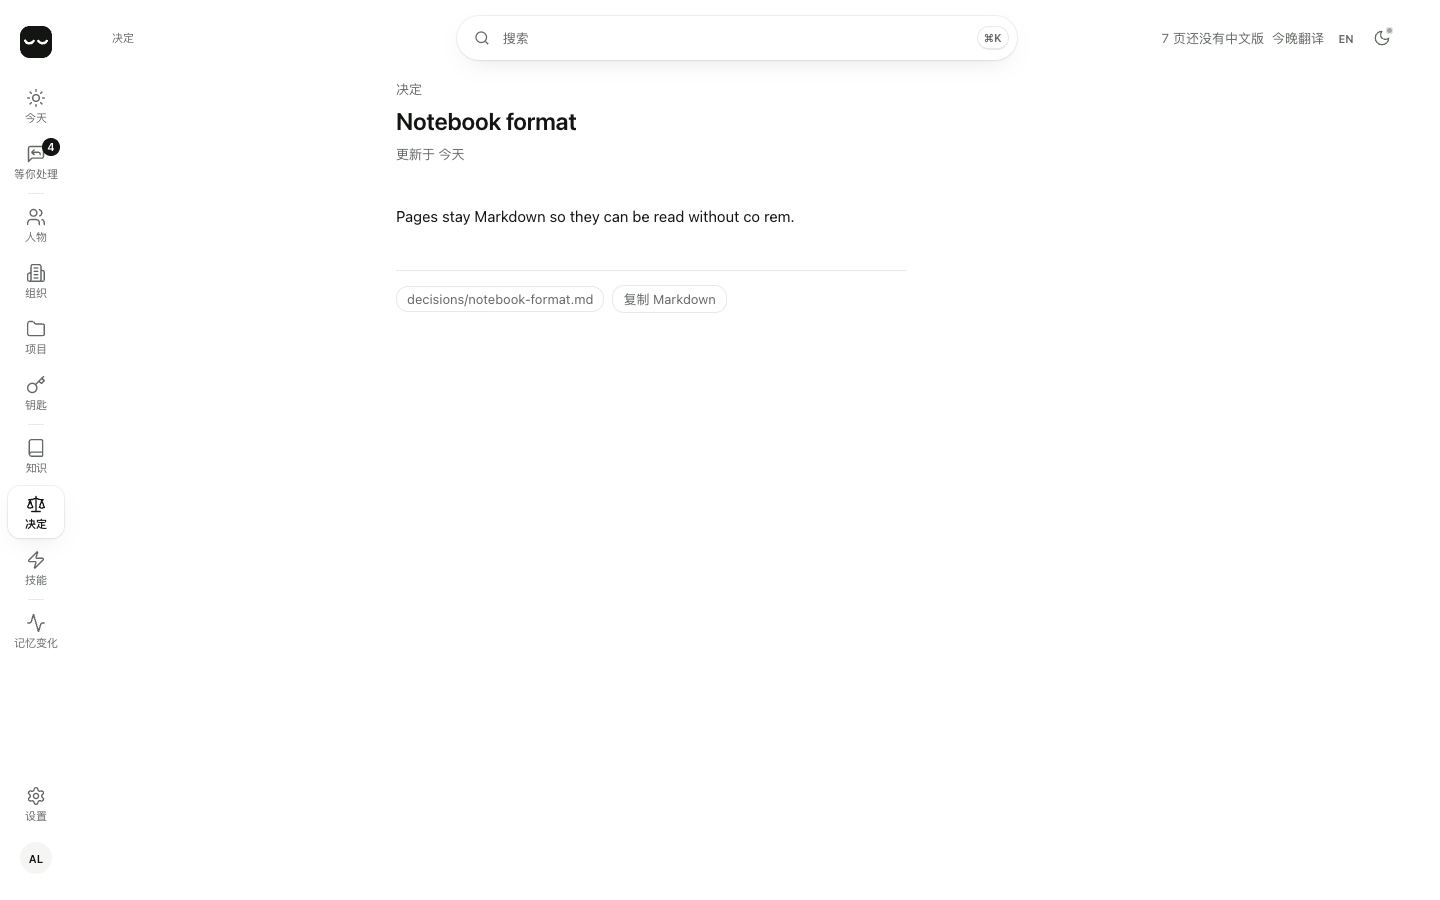 决定
搜索
⌘K
7 页还没有中文版 今晚翻译 EN
今天
4
等你处理
人物
组织
项目
钥匙
知识
决定
技能
记忆变化
设置
AL
决定
Notebook format
更新于 今天
Pages stay Markdown so they can be read without co rem.
decisions/notebook-format.md
复制 Markdown